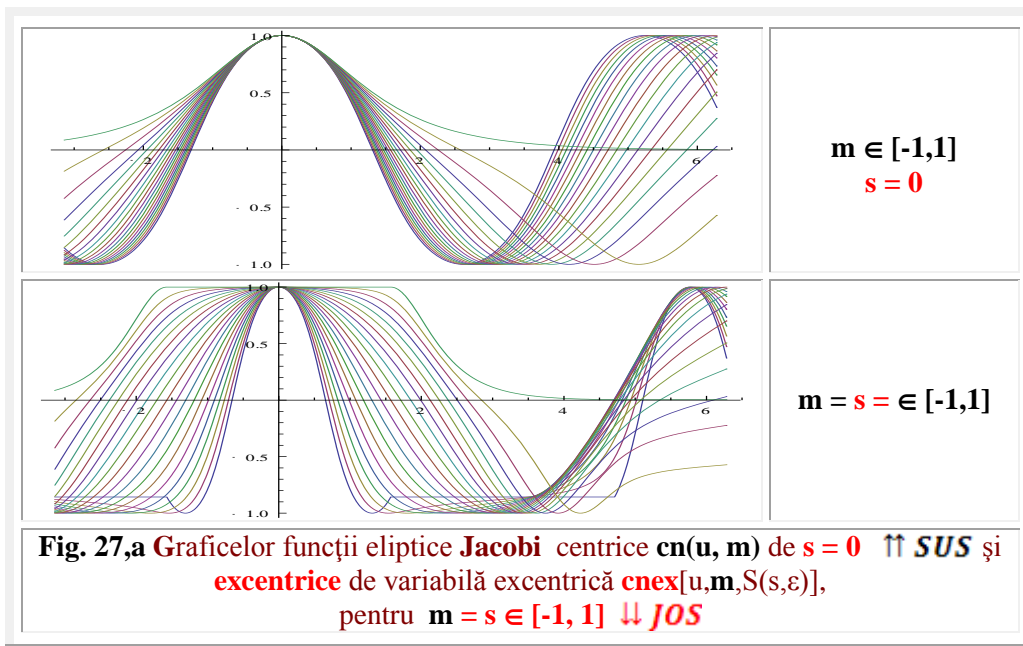 1.0
0.5
- 2
2
4
6
- 0.5
- 1.0
m ∈ [-1,1]
s = 0
1.0
0.5
- 2
2
4
6
- 0.5
- 1.0
m = s = ∈ [-1,1]
Fig. 27,a Graficelor funcţii eliptice Jacobi centrice cn(u, m) de s = 0 ⇈ SUS şi
excentrice de variabilă excentrică cnex[u,m,S(s,ε)],
pentru m = s ∈ [-1, 1] ⇊ JOS